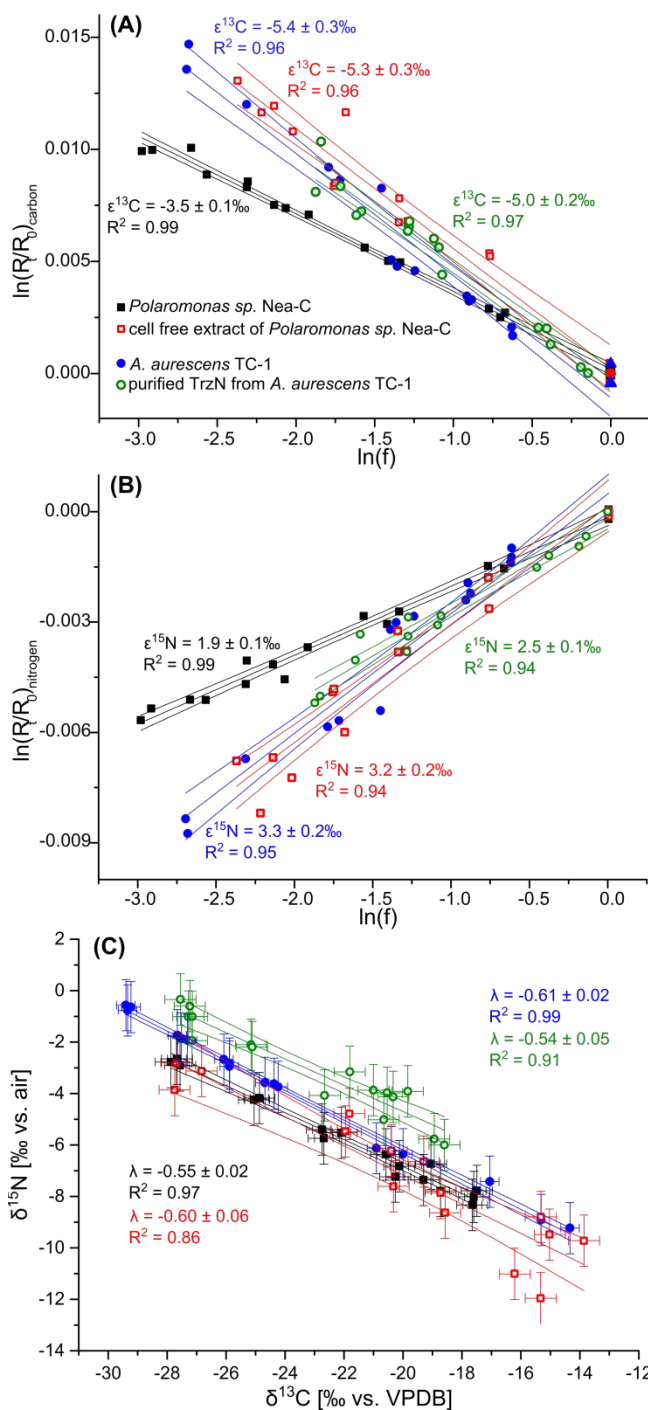 (A)
ε¹³C = -5.4 ± 0.3‰
R² = 0.96
ε¹³C = -5.3 ± 0.3‰
R² = 0.96
ε¹³C = -5.0 ± 0.2‰
R² = 0.97
ε¹³C = -3.5 ± 0.1‰
R² = 0.99
Polaromonas sp. Nea-C
cell free extract of Polaromonas sp. Nea-C
A. aurescens TC-1
purified TrzN from A. aurescens TC-1
0.015
0.010
0.005
0.000
ln(Rₜ/R₀)carbon
-3.0 -2.5 -2.0 -1.5 -1.0 -0.5 0.0
ln(f)
(B)
0.000
-0.003
-0.006
-0.009
ln(Rₜ/R₀)nitrogen
ε¹⁵N = 1.9 ± 0.1‰
R² = 0.99
ε¹⁵N = 2.5 ± 0.1‰
R² = 0.94
ε¹⁵N = 3.2 ± 0.2‰
R² = 0.94
ε¹⁵N = 3.3 ± 0.2‰
R² = 0.95
-3.0 -2.5 -2.0 -1.5 -1.0 -0.5 0.0
ln(f)
(C)
2
0
-2
-4
-6
-8
-10
-12
-14
δ¹⁵N [‰ vs. air]
λ = -0.61 ± 0.02
R² = 0.99
λ = -0.54 ± 0.05
R² = 0.91
λ = -0.55 ± 0.02
R² = 0.97
λ = -0.60 ± 0.06
R² = 0.86
-30 -28 -26 -24 -22 -20 -18 -16 -14 -12
δ¹³C [‰ vs. VPDB]